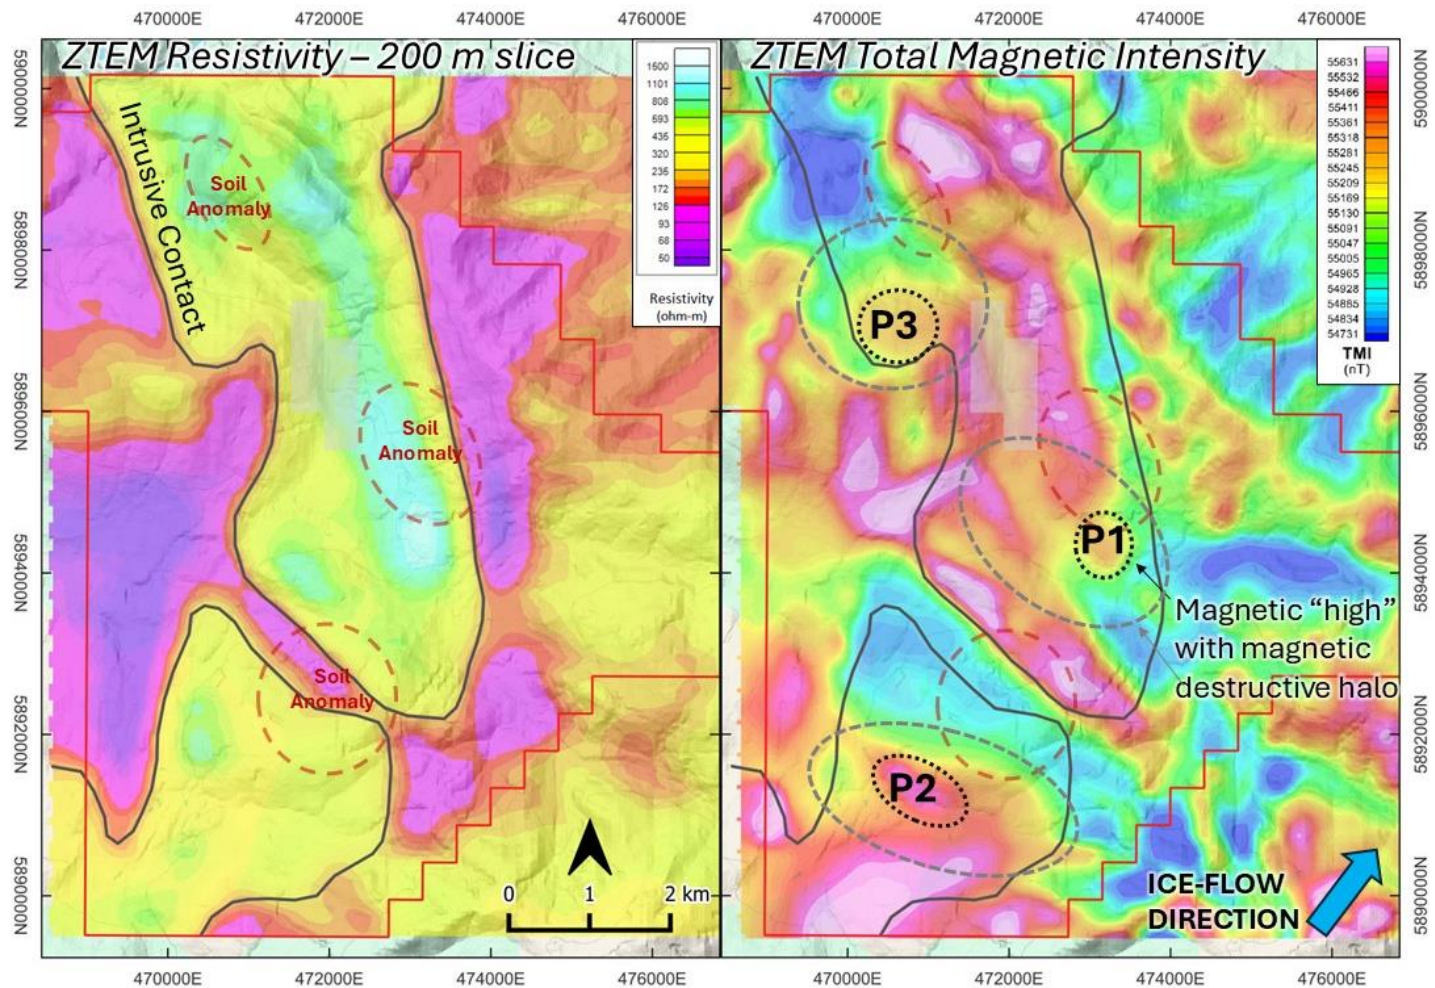 470000E 472000E 474000E 476000E 470000E 472000E 474000E 476000E
ZTEM Resistivity – 200 m slice
ZTEM Total Magnetic Intensity
5900000N
5898000N
5896000N
5894000N
5892000N
5890000N
Intrusive Contact
Soil
Anomaly
Soil
Anomaly
Soil
Anomaly
1500
1101
808
693
435
320
235
172
126
93
68
50
Resistivity
(ohm-m)
0 1 2 km
P3
P1
P2
Magnetic “high”
with magnetic
destructive halo
ICE-FLOW
DIRECTION
55631
55532
55466
55411
55361
55318
55281
55245
55209
55169
55130
55091
55047
55005
54965
54928
54885
54834
54731
TMI
(nT)
5900000N
5898000N
5896000N
5894000N
5892000N
5890000N
470000E 472000E 474000E 476000E 470000E 472000E 474000E 476000E